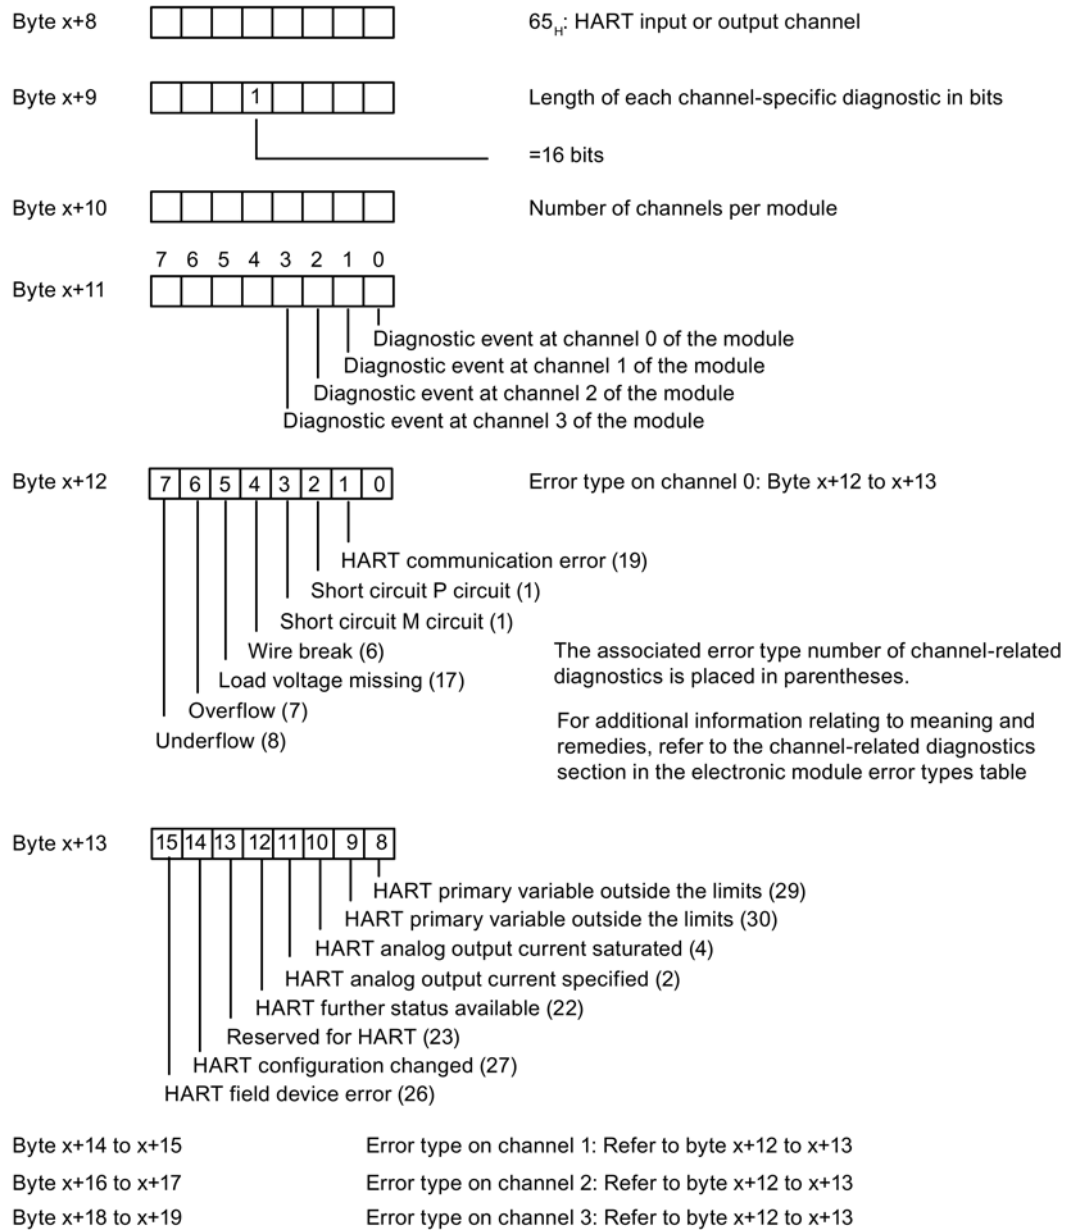 Byte x+8 65H: HART input or output channel
Byte x+9 1 Length of each channel-specific diagnostic in bits
=16 bits
Byte x+10 Number of channels per module
7 6 5 4 3 2 1 0
Byte x+11
Diagnostic event at channel 0 of the module
Diagnostic event at channel 1 of the module
Diagnostic event at channel 2 of the module
Diagnostic event at channel 3 of the module
Byte x+12 7 6 5 4 3 2 1 0 Error type on channel 0: Byte x+12 to x+13
HART communication error (19)
Short circuit P circuit (1)
Short circuit M circuit (1)
Wire break (6)
Load voltage missing (17)
Overflow (7)
Underflow (8)
The associated error type number of channel-related
diagnostics is placed in parentheses.
For additional information relating to meaning and
remedies, refer to the channel-related diagnostics
section in the electronic module error types table
Byte x+13 15 14 13 12 11 10 9 8
HART primary variable outside the limits (29)
HART primary variable outside the limits (30)
HART analog output current saturated (4)
HART analog output current specified (2)
HART further status available (22)
Reserved for HART (23)
HART configuration changed (27)
HART field device error (26)
Byte x+14 to x+15 Error type on channel 1: Refer to byte x+12 to x+13
Byte x+16 to x+17 Error type on channel 2: Refer to byte x+12 to x+13
Byte x+18 to x+19 Error type on channel 3: Refer to byte x+12 to x+13